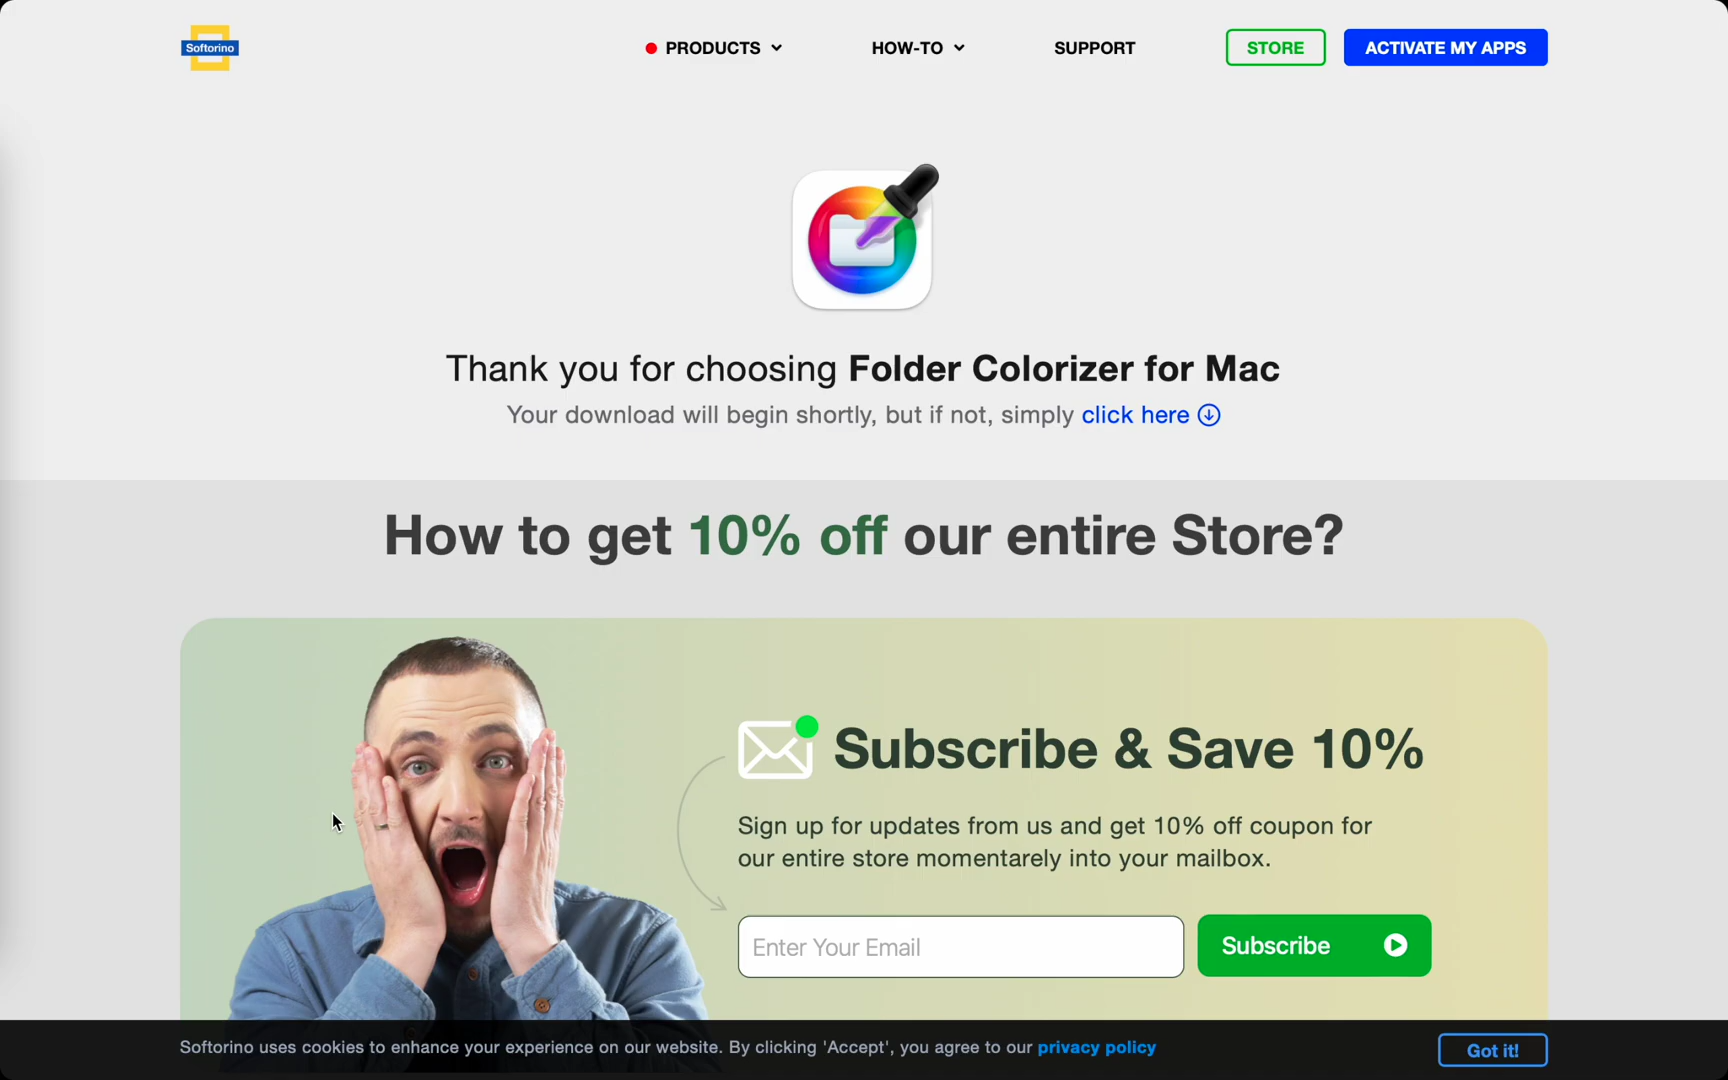 Softorino
PRODUCTS
HOW-TO
SUPPORT
STORE
ACTIVATE MY APPS
Thank you for choosing Folder Colorizer for Mac
Your download will begin shortly, but if not, simply click here
How to get 10% off our entire Store?
Subscribe & Save 10%
Sign up for updates from us and get 10% off coupon for
our entire store momentarely into your mailbox.
Enter Your Email
Subscribe
Softorino uses cookies to enhance your experience on our website. By clicking 'Accept', you agree to our privacy policy
Got it!